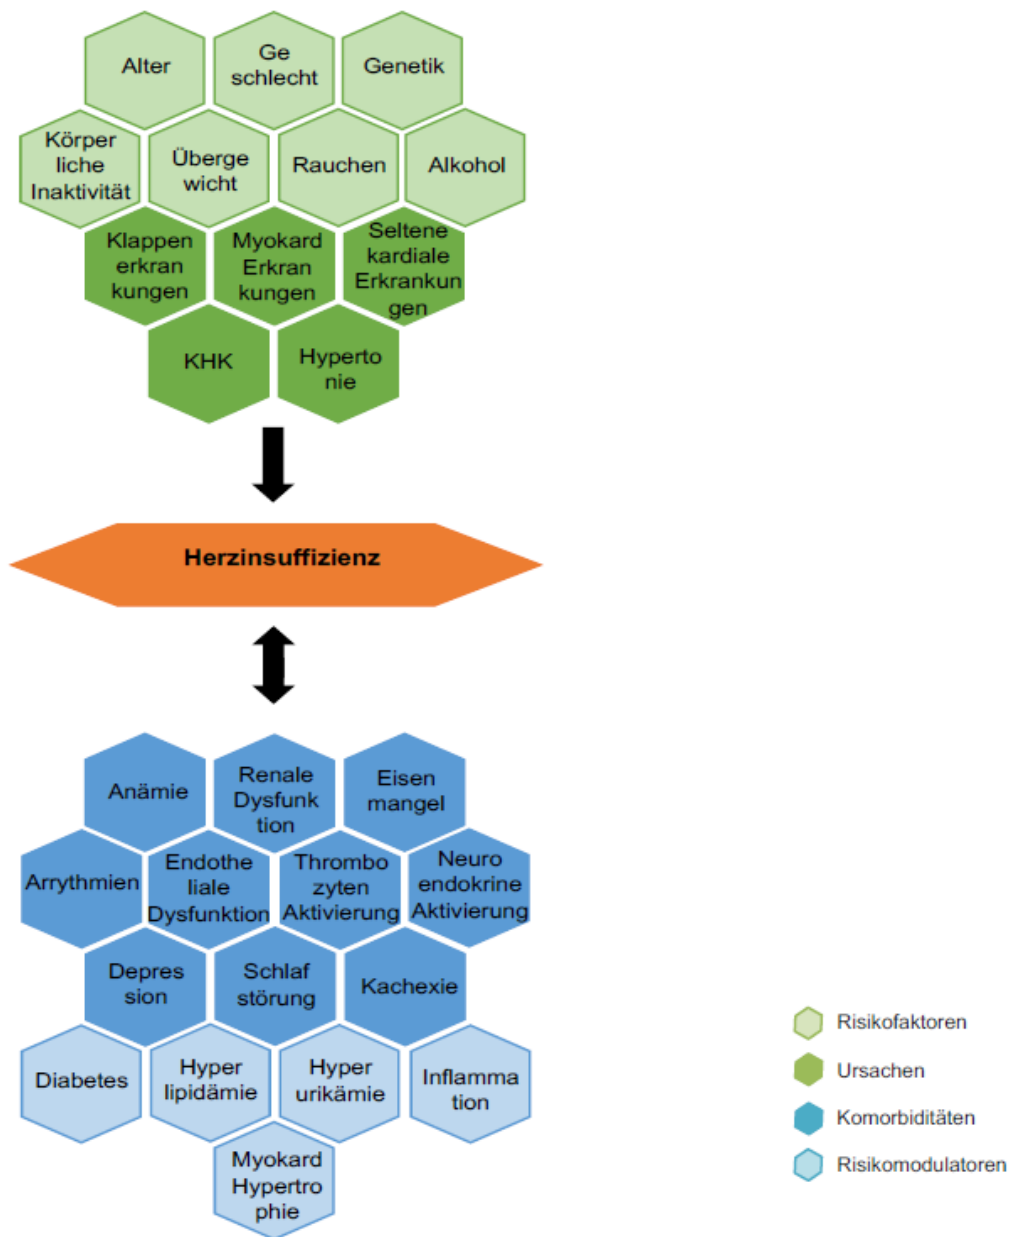 Alter
Ge
schlecht
Genetik
Körper
liche
Inaktivität
Überge
wicht
Rauchen
Alkohol
Klappen
erkran
kungen
Myokard
Erkran
kungen
Seltene
kardiale
Erkrankun
gen
KHK
Hyperto
nie
Herzinsuffizienz
Anämie
Renale
Dysfunk
tion
Eisen
mangel
Arrythmien
Endothe
liale
Dysfunktion
Thrombo
zyten
Aktivierung
Neuro
endokrine
Aktivierung
Depres
sion
Schlaf
störung
Kachexie
Diabetes
Hyper
lipidämie
Hyper
urikämie
Inflamma
tion
Myokard
Hypertro
phie
Risikofaktoren
Ursachen
Komorbiditäten
Risikomodulatoren